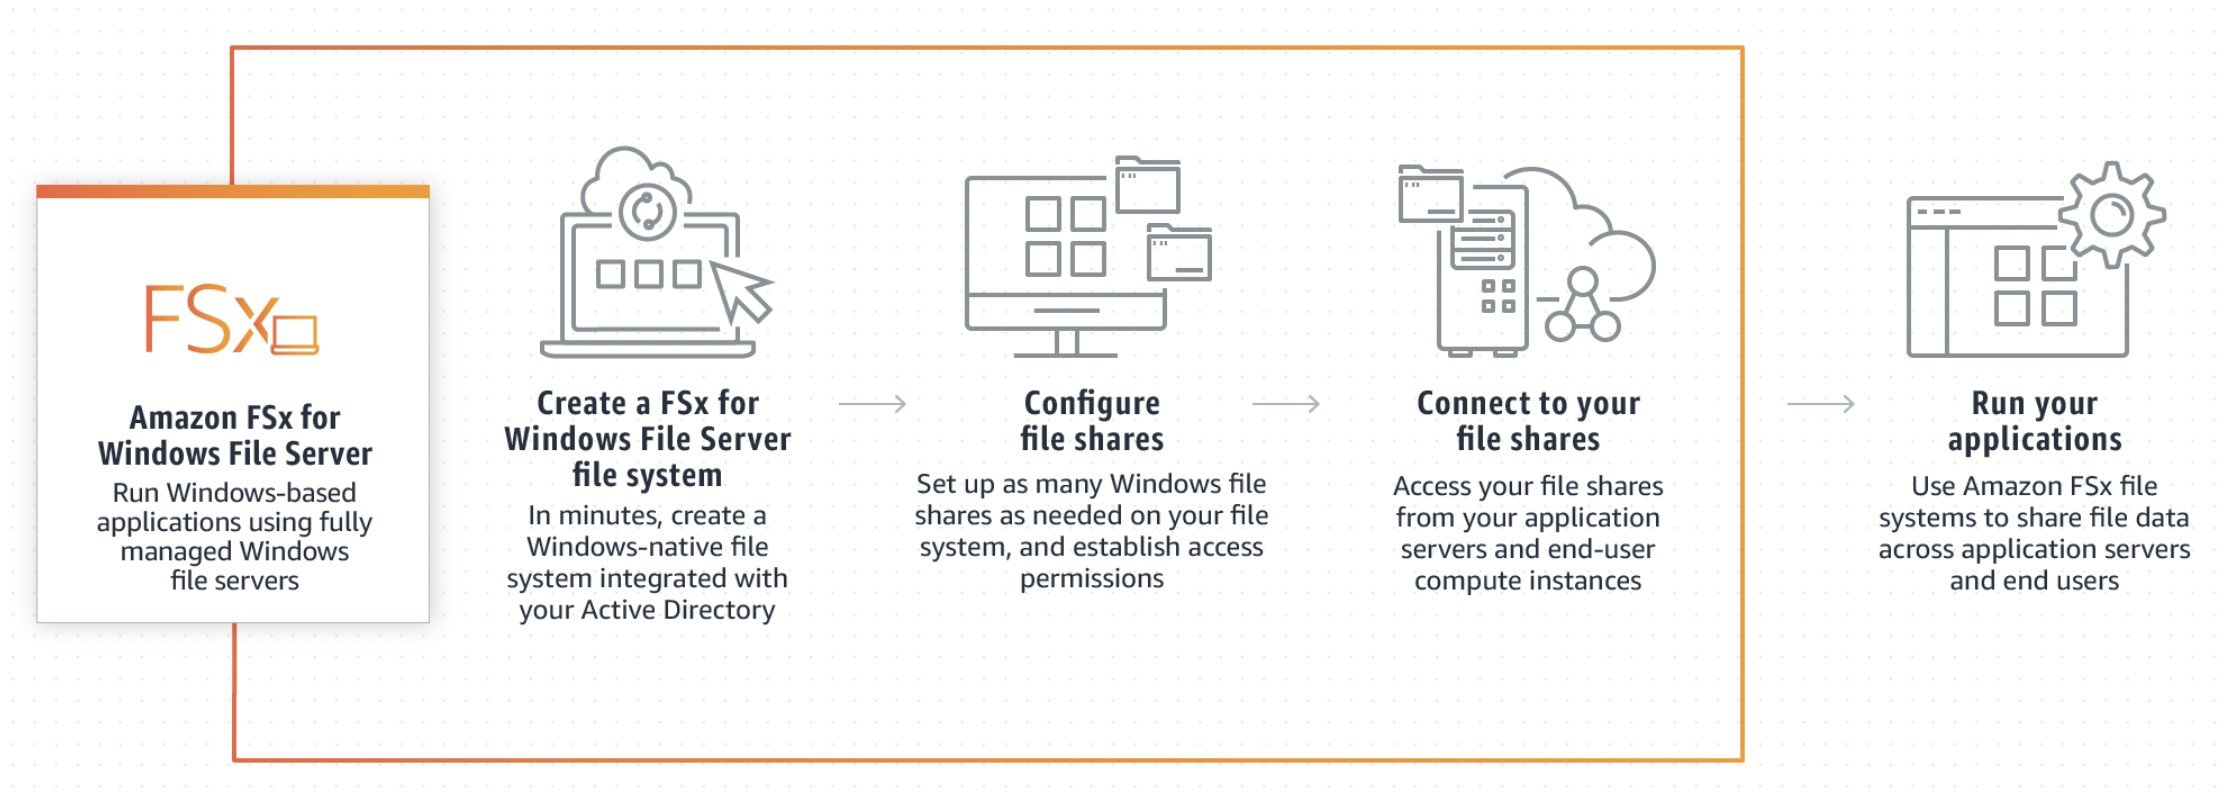 FSx
Amazon FSx for
Windows File Server
Run Windows-based
applications using fully
managed Windows
file servers
Create a FSx for
Windows File Server
file system
In minutes, create a
Windows-native file
system integrated with
your Active Directory
Configure
file shares
Set up as many Windows file
shares as needed on your file
system, and establish access
permissions
Connect to your
file shares
Access your file shares
from your application
servers and end-user
compute instances
Run your
applications
Use Amazon FSx file
systems to share file data
across application servers
and end users